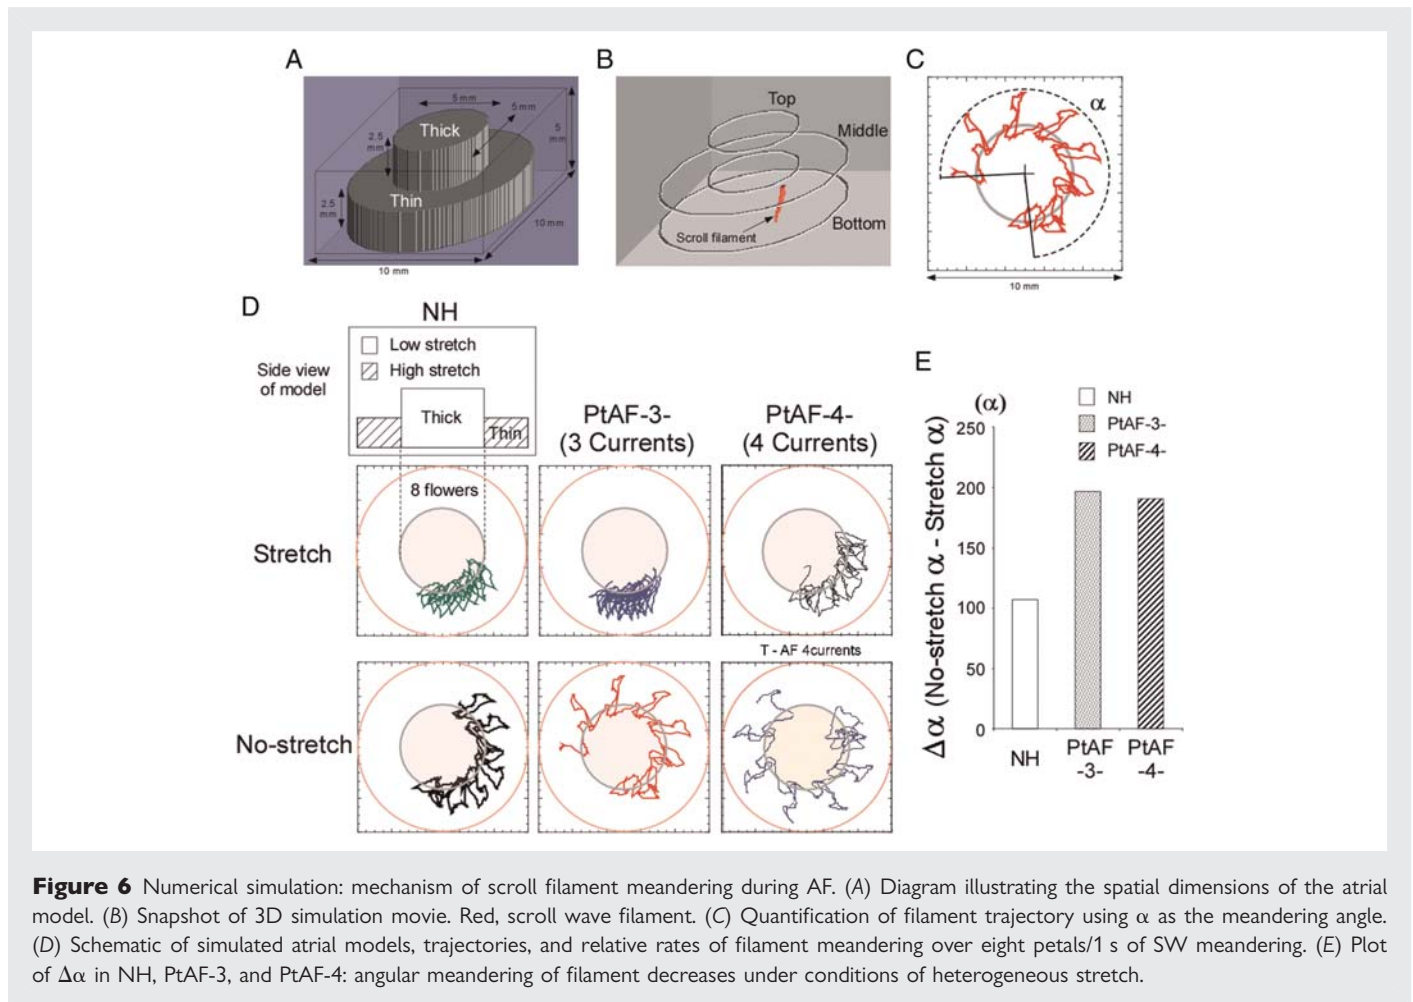 A
5 mm
5 mm
Thick
2.5
mm
5
mm
Thin
2.5
mm
10 mm
10 mm
B
Top
Middle
Scroll filament
Bottom
C
α
10 mm
D
NH
Low stretch
High stretch
Side view
of model
Thick
Thin
PtAF-3-
(3 Currents)
PtAF-4-
(4 Currents)
8 flowers
Stretch
T - AF 4currents
No-stretch
E
(α)
NH
PtAF-3-
PtAF-4-
Δα (No-stretch α - Stretch α)
250
200
150
100
50
0
NH
PtAF
-3-
PtAF
-4-
Figure 6 Numerical simulation: mechanism of scroll filament meandering during AF. (A) Diagram illustrating the spatial dimensions of the atrial
model. (B) Snapshot of 3D simulation movie. Red, scroll wave filament. (C) Quantification of filament trajectory using α as the meandering angle.
(D) Schematic of simulated atrial models, trajectories, and relative rates of filament meandering over eight petals/1 s of SW meandering. (E) Plot
of Δα in NH, PtAF-3, and PtAF-4: angular meandering of filament decreases under conditions of heterogeneous stretch.